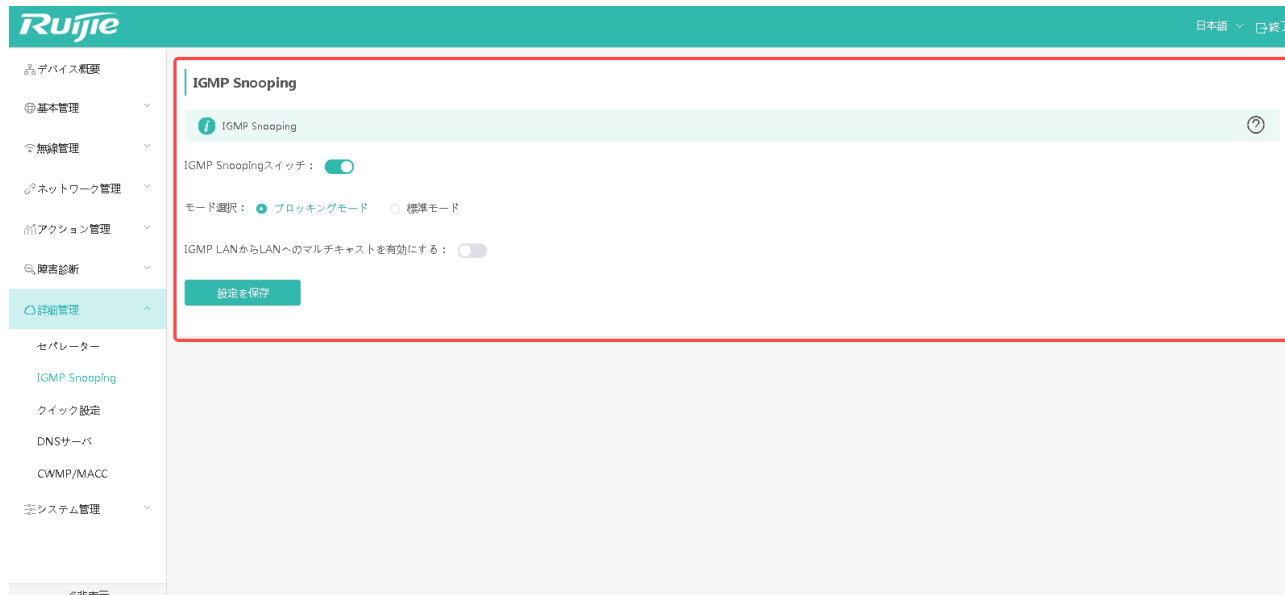 Ruijie
日本語
デバイス概要
基本管理
無線管理
ネットワーク管理
アクション管理
障害診断
詳細管理
セパレーター
IGMP Snooping
クイック設定
DNSサーバ
CWMP/MACC
システム管理
IGMP Snooping
IGMP Snooping
IGMP Snoopingスイッチ：
モード選択： ブロッキングモード 標準モード
IGMP LANからLANへのマルチキャストを有効にする：
設定を保存